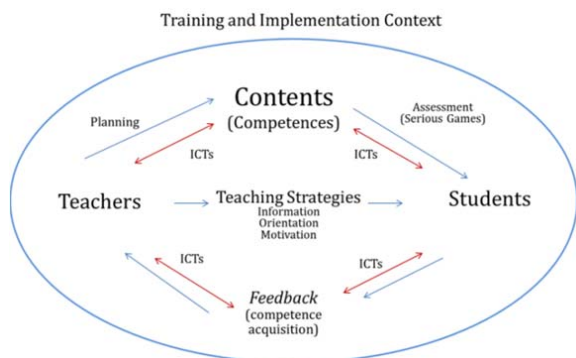 Training and Implementation Context
Contents
(Competences)
Planning
Assessment
(Serious Games)
ICTs
ICTs
Teachers
Teaching Strategies
Information
Orientation
Motivation
Students
ICTs
ICTs
Feedback
(competence
acquisition)